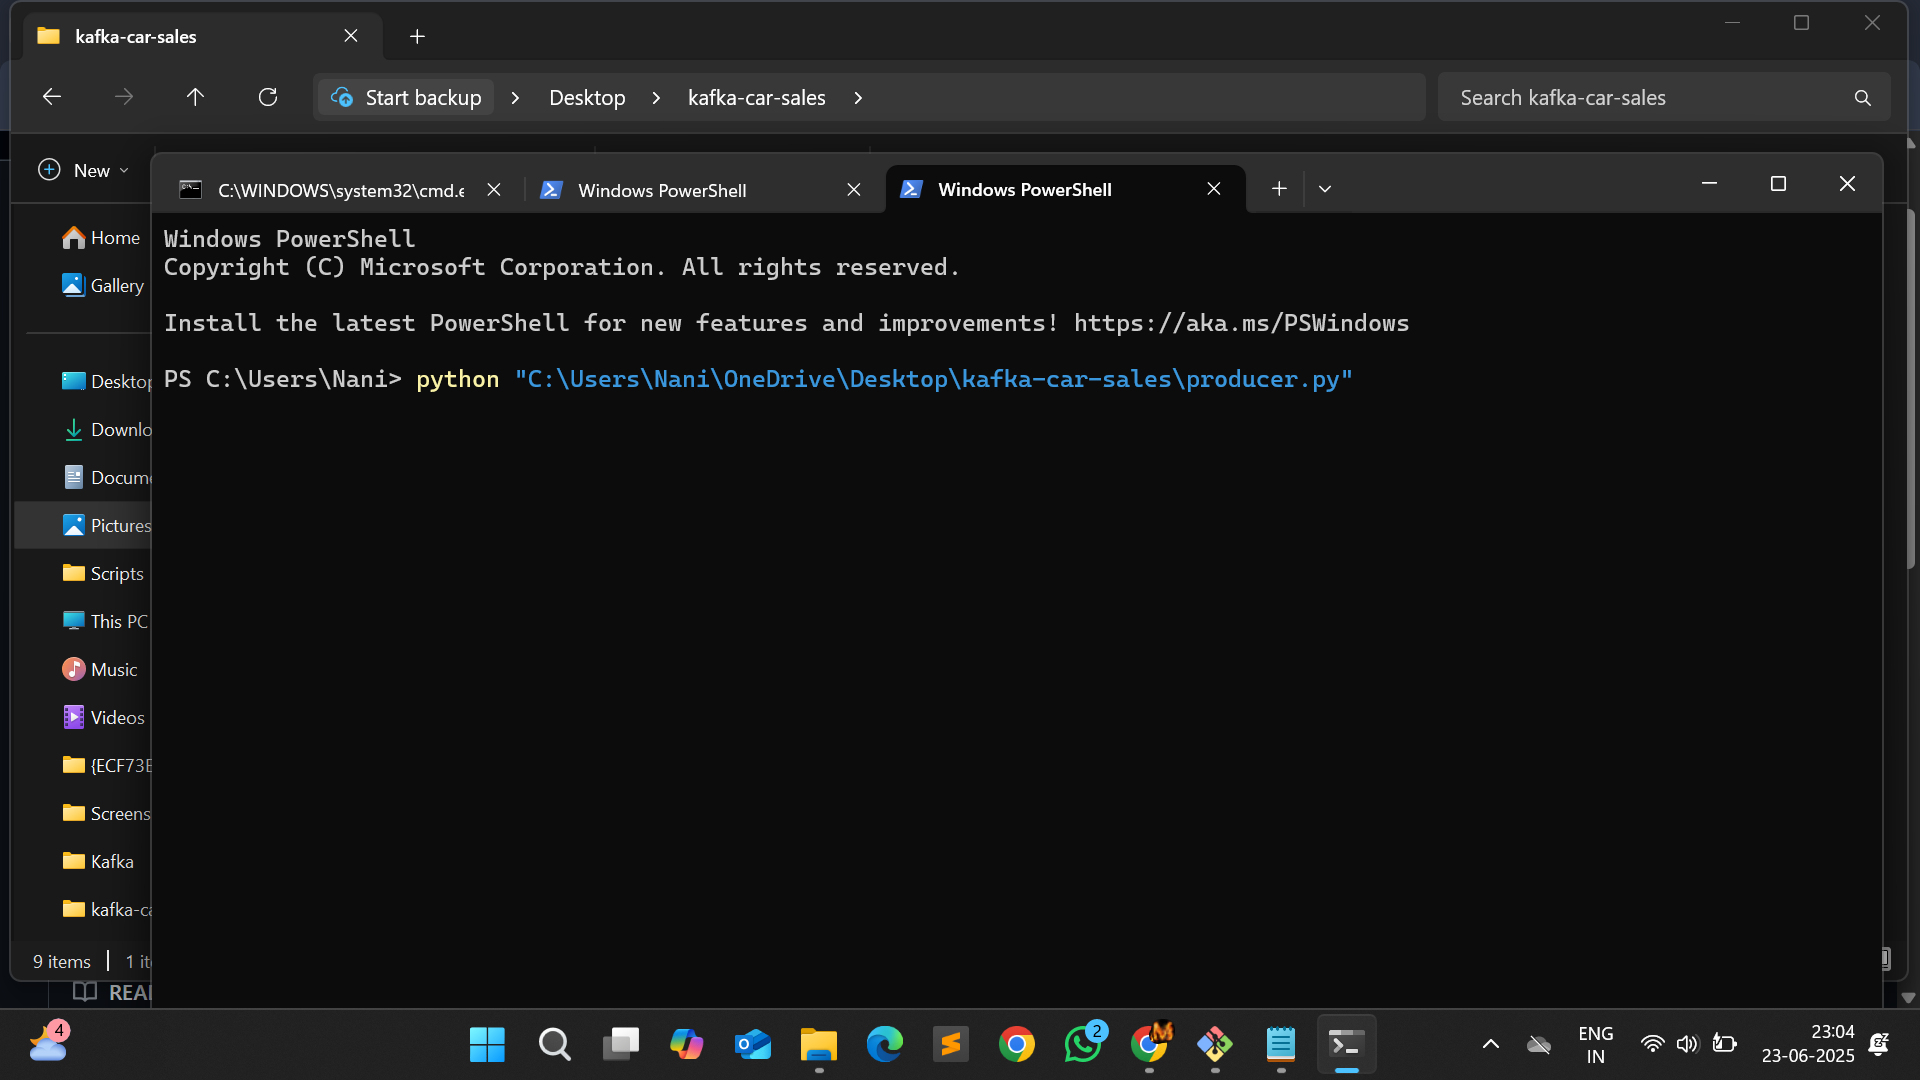 kafka-car-sales
Start backup
Desktop
kafka-car-sales
Search kafka-car-sales
New
C:\WINDOWS\system32\cmd.e
Windows PowerShell
Windows PowerShell
Home
Gallery
Desktop
Downlo
Docume
Pictures
Scripts
This PC
Music
Videos
{ECF73E
Screens
Kafka
kafka-ca
9 items
1 it
Windows PowerShell
Copyright (C) Microsoft Corporation. All rights reserved.
Install the latest PowerShell for new features and improvements! https://aka.ms/PSWindows
PS C:\Users\Nani> python "C:\Users\Nani\OneDrive\Desktop\kafka-car-sales\producer.py"
REA
4
2
ENG
IN
23:04
23-06-2025